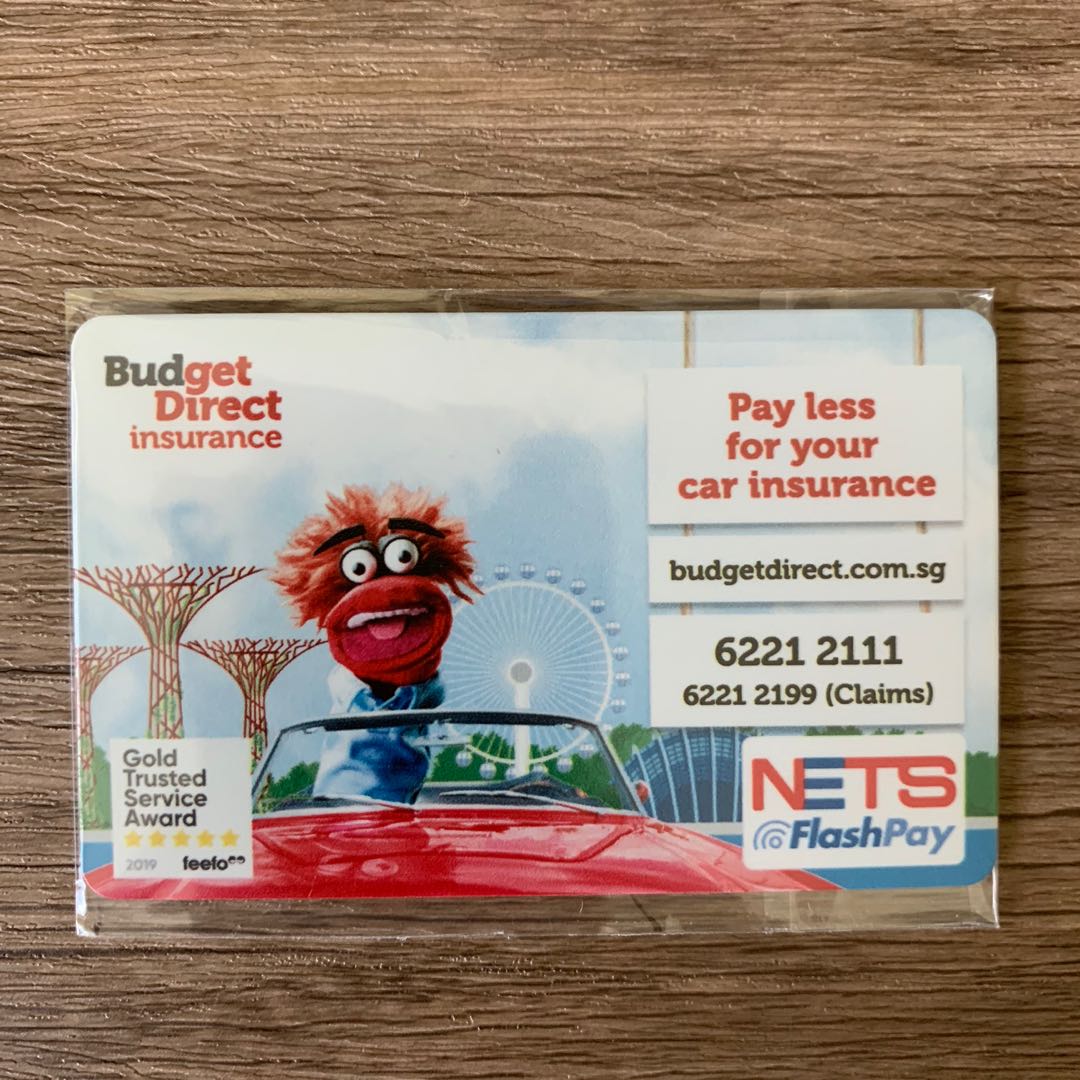 Budget
Direct
insurance
Pay less
for your
car insurance
budgetdirect.com.sg
6221 2111
6221 2199 (Claims)
Gold
Trusted
Service
Award
2019 feefo
NETS
FlashPay